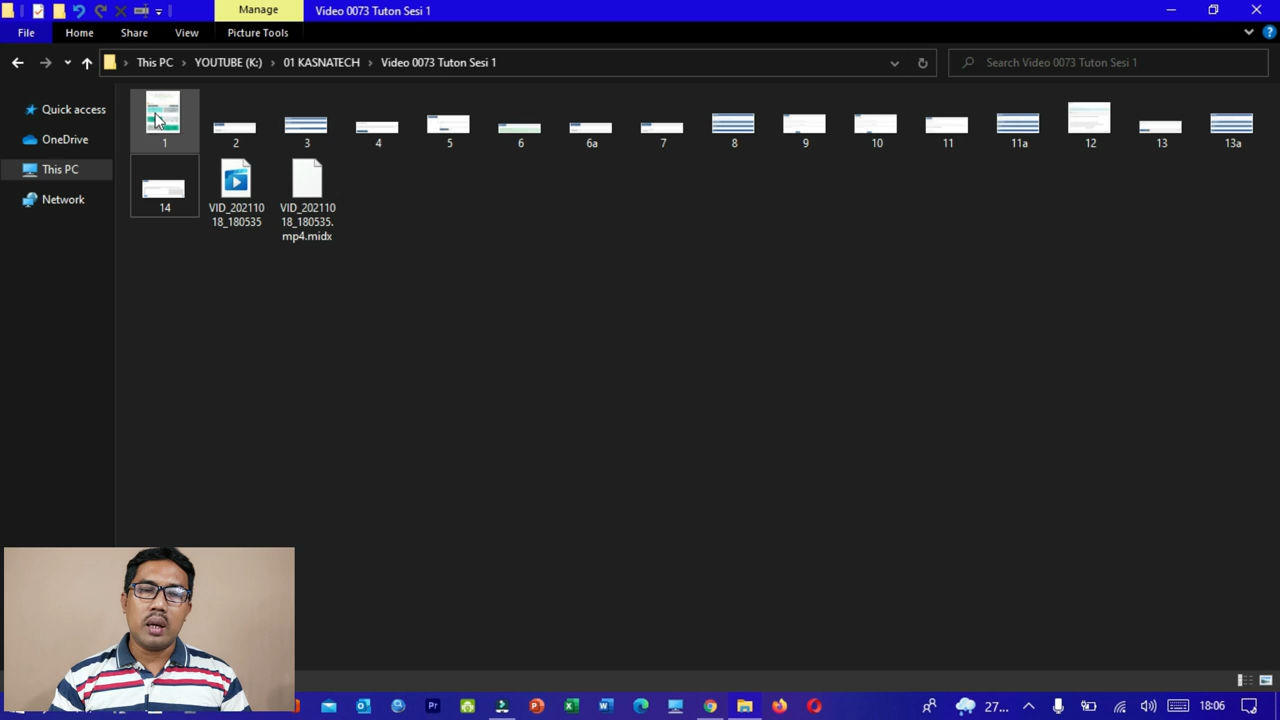 Manage
Video 0073 Tuton Sesi 1
File
Home
Share
View
Picture Tools
This PC
YOUTUBE (K:)
01 KASNATECH
Video 0073 Tuton Sesi 1
Search Video 0073 Tuton Sesi 1
Quick access
OneDrive
This PC
Network
1
2
3
4
5
6
6a
7
8
9
10
11
11a
12
13
13a
14
VID_202110
18_180535
VID_202110
18_180535.
mp4.midx
27...
18:06